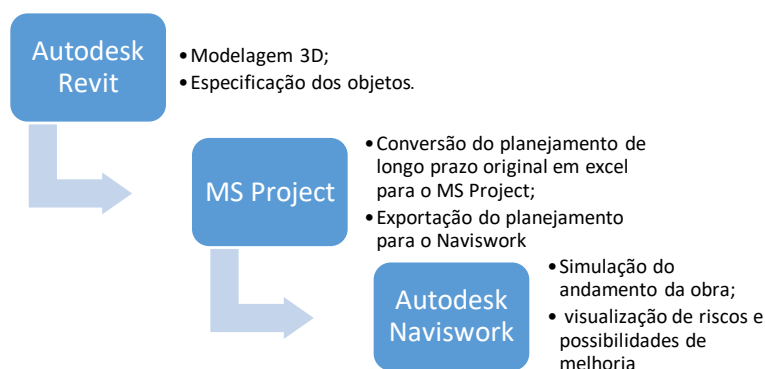 Autodesk
Revit
•Modelagem 3D;
•Especificação dos objetos.
MS Project
•Conversão do planejamento de
longo prazo original em excel
para o MS Project;
•Exportação do planejamento
para o Naviswork
Autodesk
Naviswork
•Simulação do
andamento da obra;
• visualização de riscos e
possibilidades de
melhoria